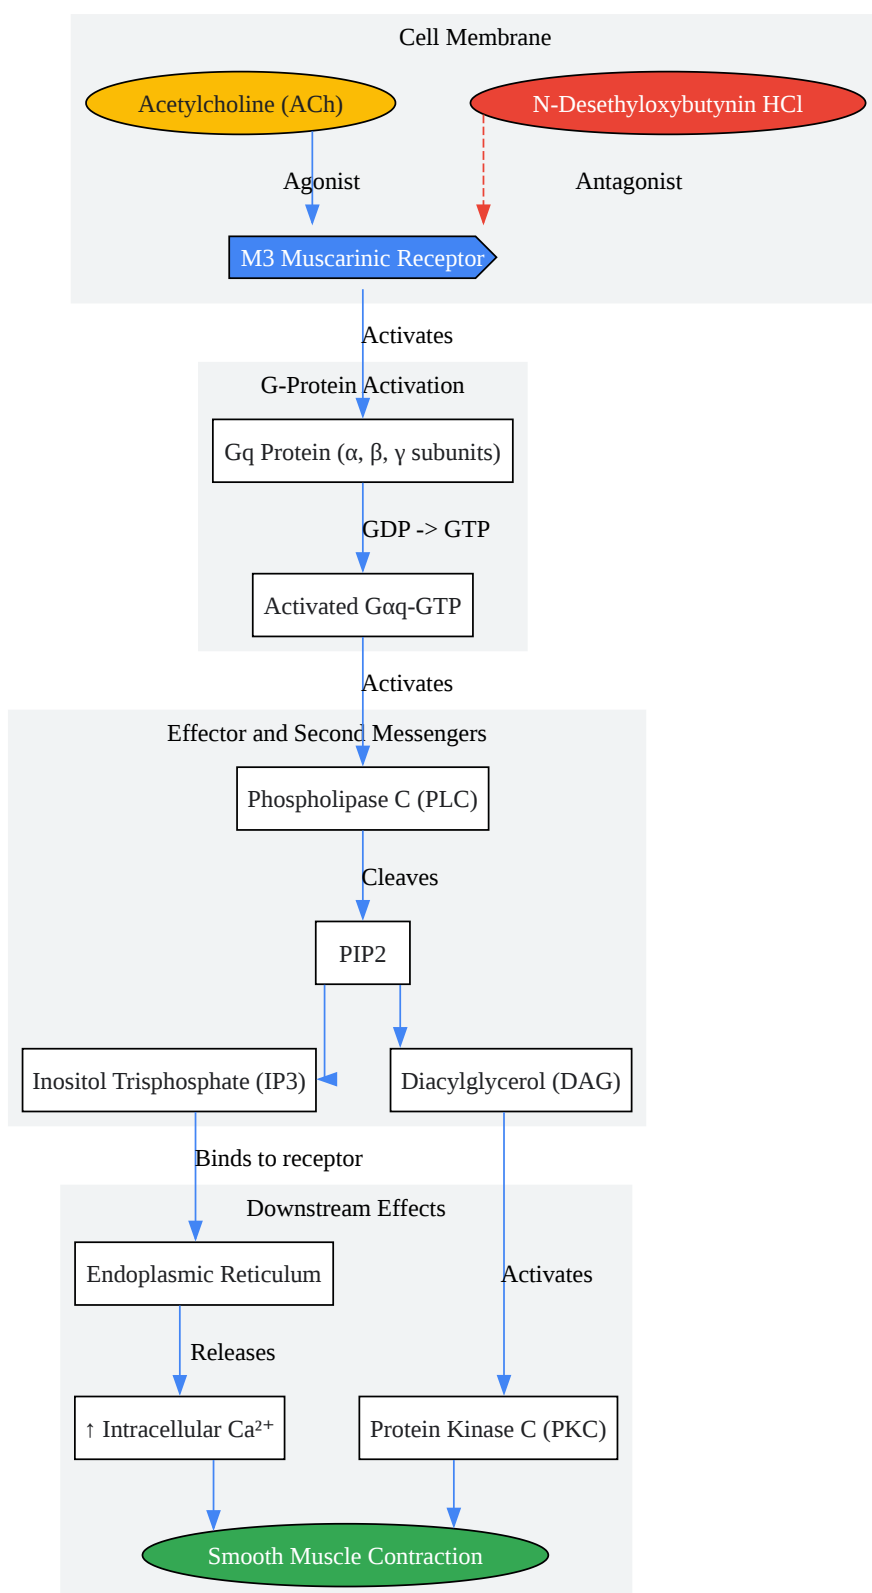 Cell Membrane
Acetylcholine (ACh)
N-Desethyloxybutynin HCl
Agonist
Antagonist
M3 Muscarinic Receptor
Activates
G-Protein Activation
Gq Protein (α, β, γ subunits)
GDP -> GTP
Activated Gαq-GTP
Activates
Effector and Second Messengers
Phospholipase C (PLC)
Cleaves
PIP2
Inositol Trisphosphate (IP3)
Diacylglycerol (DAG)
Binds to receptor
Downstream Effects
Endoplasmic Reticulum
Activates
Releases
↑ Intracellular Ca²⁺
Protein Kinase C (PKC)
Smooth Muscle Contraction